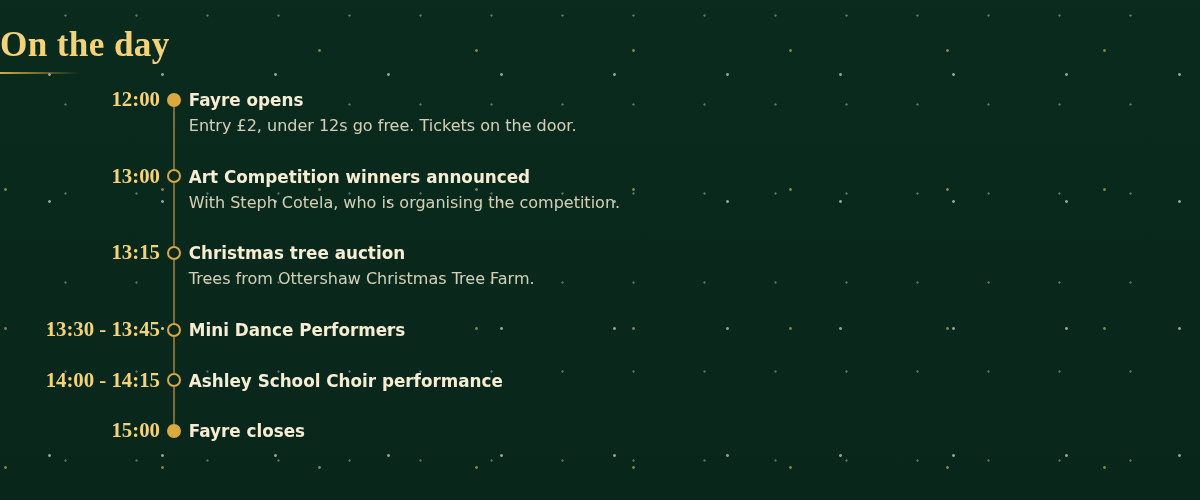 On the day
12:00 Fayre opens
Entry £2, under 12s go free. Tickets on the door.
13:00 Art Competition winners announced
With Steph Cotela, who is organising the competition.
13:15 Christmas tree auction
Trees from Ottershaw Christmas Tree Farm.
13:30 - 13:45 Mini Dance Performers
14:00 - 14:15 Ashley School Choir performance
15:00 Fayre closes